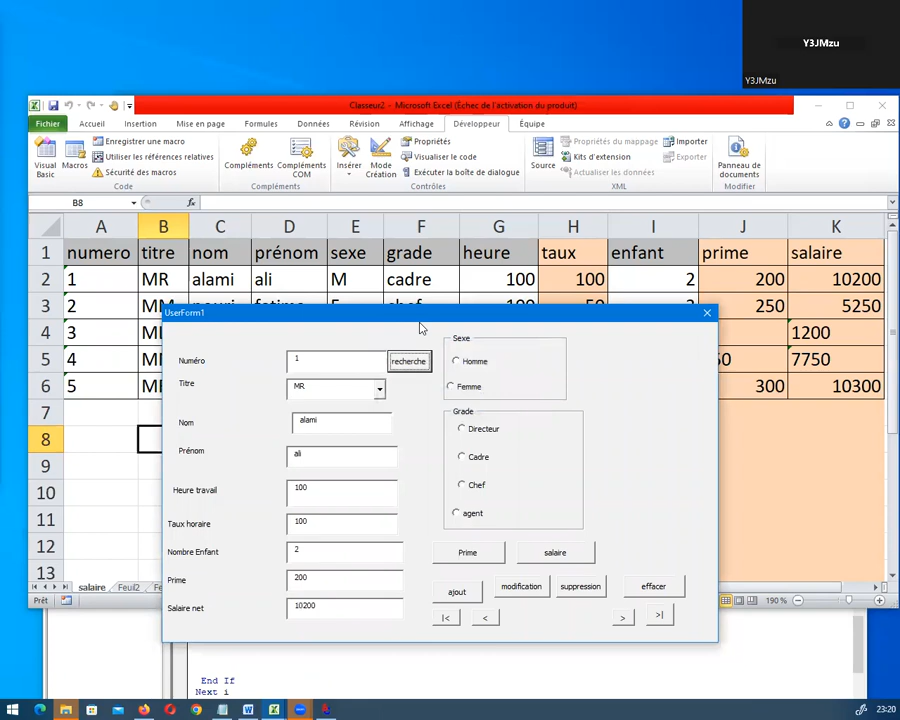 Y3JMzu
Y3JMzu
Classeur2 - Microsoft Excel (Échec de l'activation du produit)
Fichier Accueil Insertion Mise en page Formules Données Révision Affichage Développeur Équipe
Visual Basic
Macros
Enregistrer une macro
Utiliser les références relatives
Sécurité des macros
Code
Compléments
Compléments COM
Compléments
Insérer
Mode Création
Propriétés
Visualiser le code
Exécuter la boîte de dialogue
Contrôles
Source
Propriétés du mappage
Kits d'extension
Actualiser les données
Importer
Exporter
XML
Panneau de documents
Modifier
B8 fx
A B C D E F G H I J K
1 numero titre nom prénom sexe grade heure taux enfant prime salaire
2 1 MR alami ali M cadre 100 100 2 200 10200
3 2 250 5250
4 3 1200
5 4 7750
6 5 300 10300
7
8
9
10
11
12
13
UserForm1
Numéro 1 recherche
Titre MR
Nom alami
Prénom ali
Heure travail 100
Taux horaire 100
Nombre Enfant 2
Prime 200
Salaire net 10200
Sexe
Homme
Femme
Grade
Directeur
Cadre
Chef
agent
Prime salaire
ajout modification suppression effacer
|< < > >|
salaire Feuil2
Prêt 190 %
End If
Next i
23:20